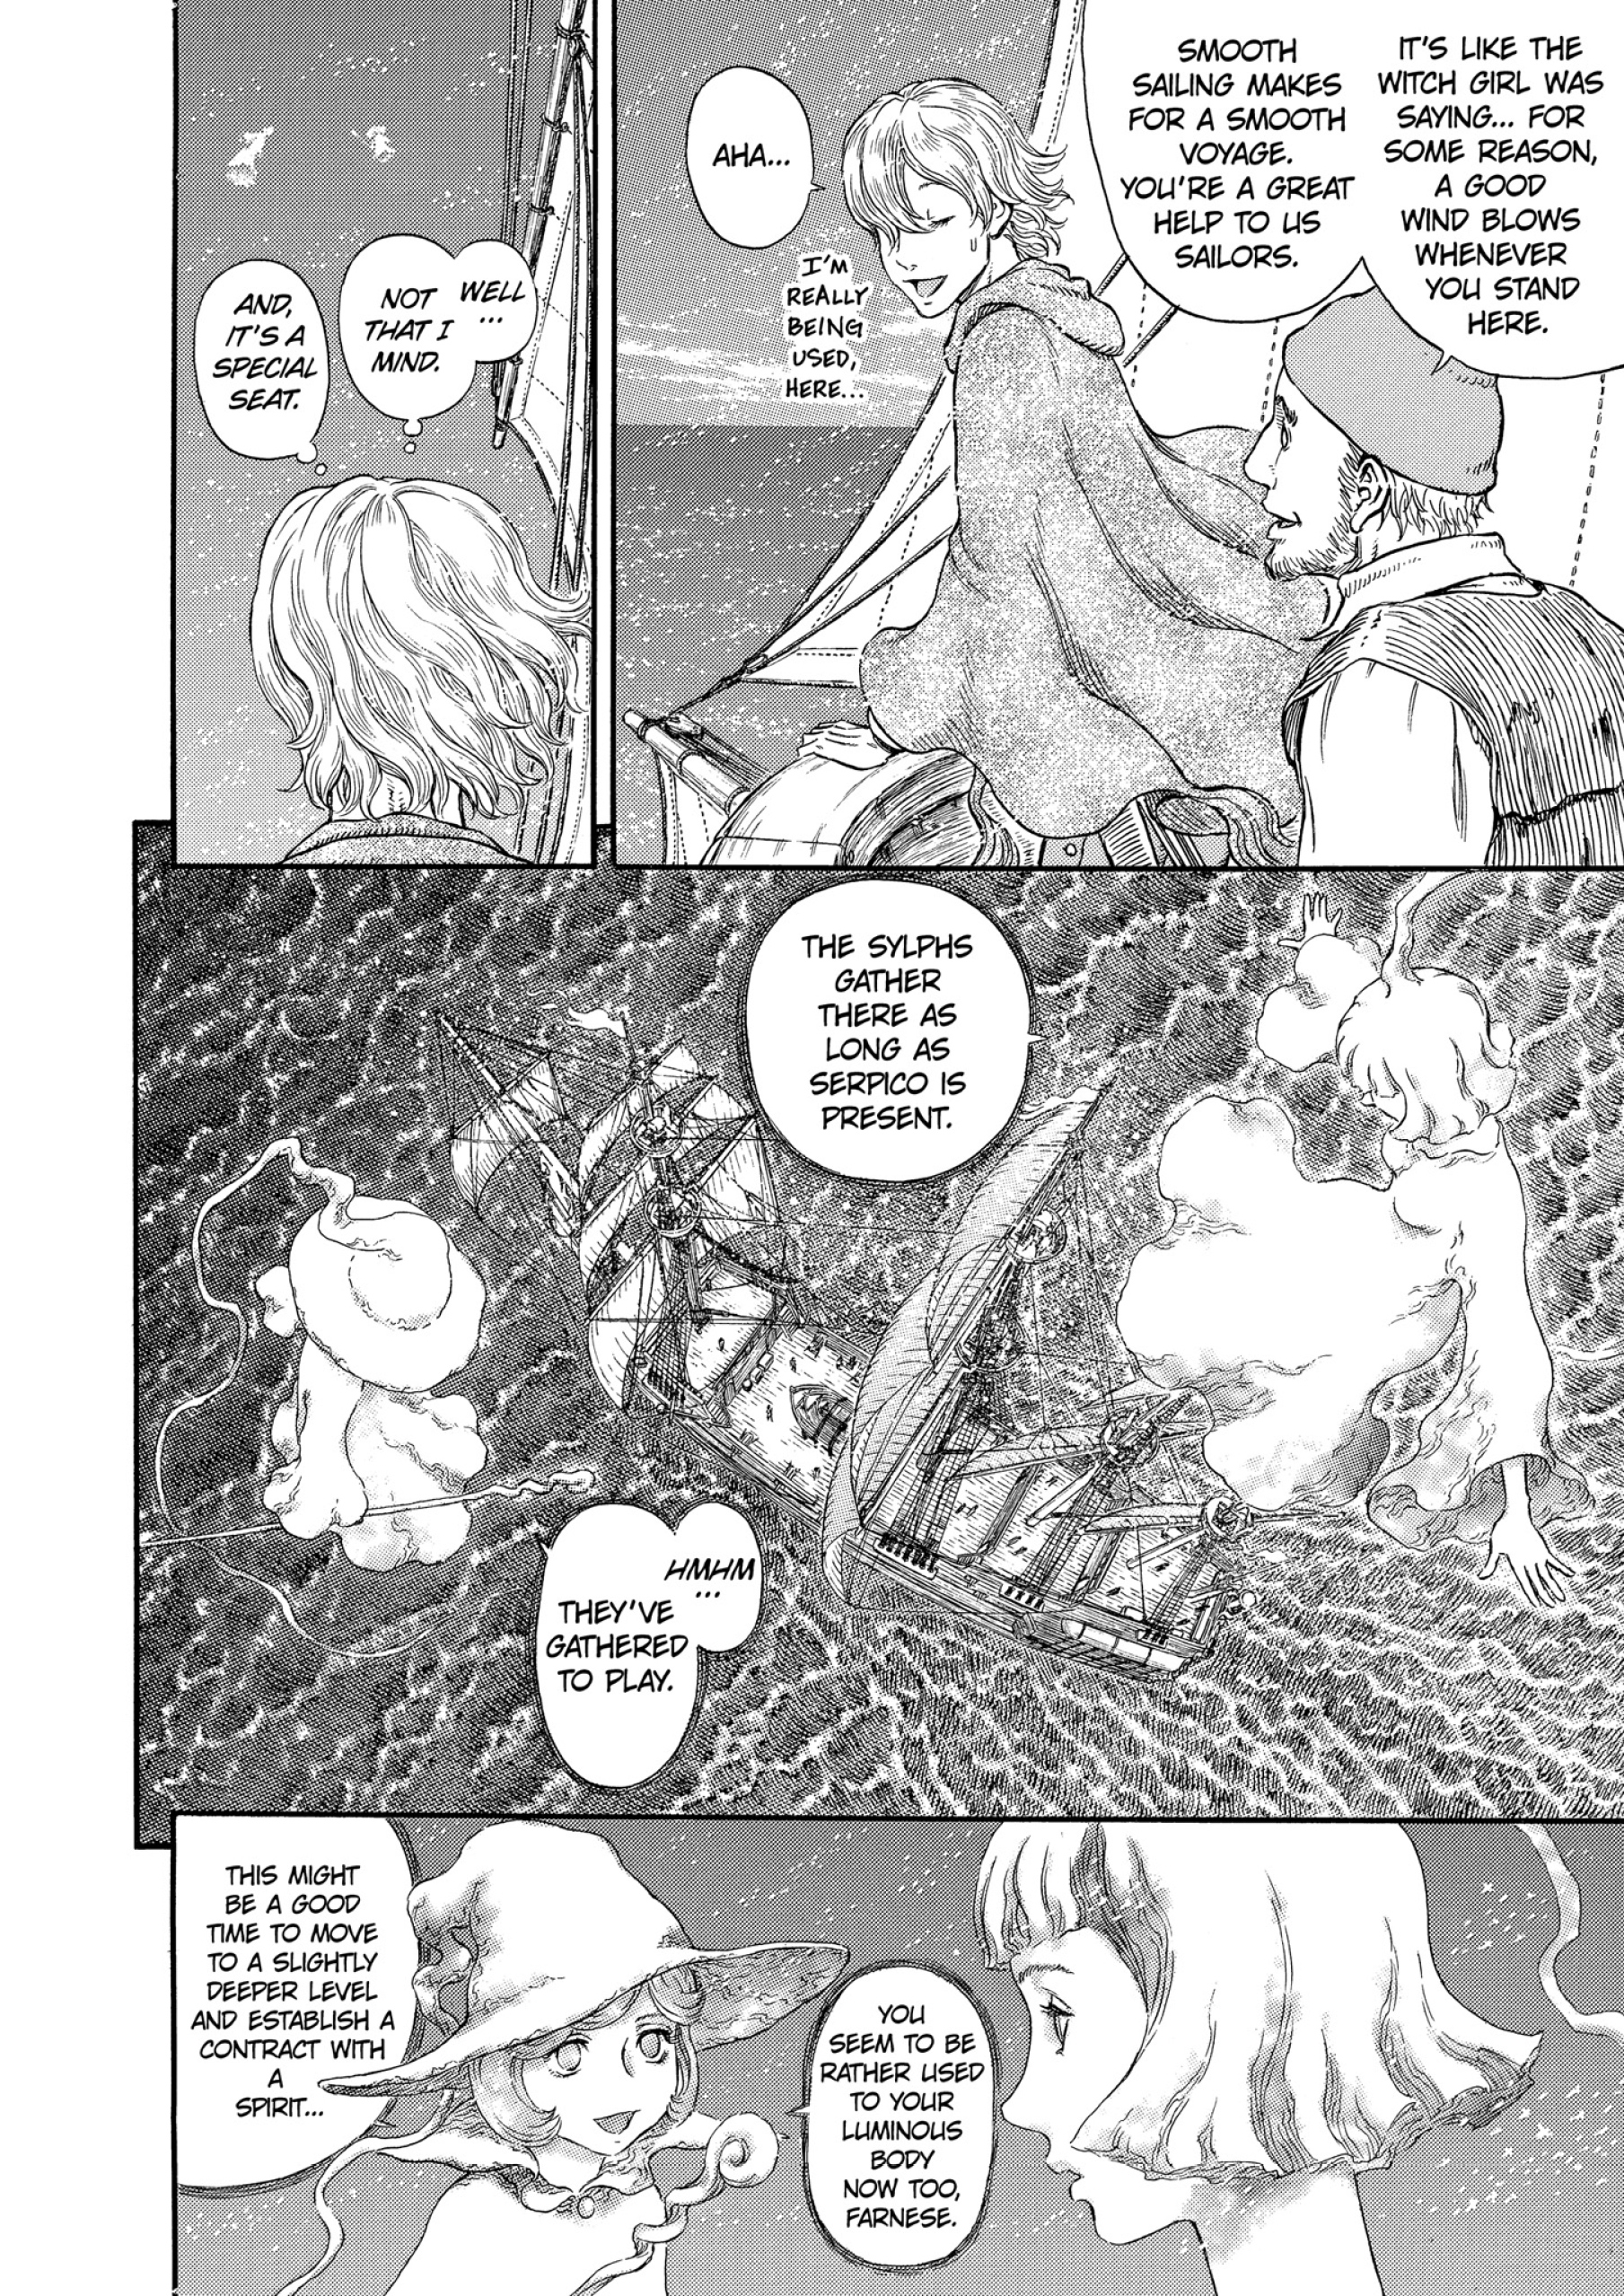 IT'S LIKE THE
WITCH GIRL WAS
SAYING... FOR
SOME REASON,
A GOOD
WIND BLOWS
WHENEVER
YOU STAND
HERE.
SMOOTH
SAILING MAKES
FOR A SMOOTH
VOYAGE.
YOU'RE A GREAT
HELP TO US
SAILORS.
AHA...
I'M
REALLY
BEING
USED,
HERE...
WELL
...
NOT
THAT I
MIND.
AND,
IT'S A
SPECIAL
SEAT.
THE SYLPHS
GATHER
THERE AS
LONG AS
SERPICO IS
PRESENT.
HMHM
...
THEY'VE
GATHERED
TO PLAY.
YOU
SEEM TO BE
RATHER USED
TO YOUR
LUMINOUS
BODY
NOW TOO,
FARNESE.
THIS MIGHT
BE A GOOD
TIME TO MOVE
TO A SLIGHTLY
DEEPER LEVEL
AND ESTABLISH A
CONTRACT WITH
A
SPIRIT...